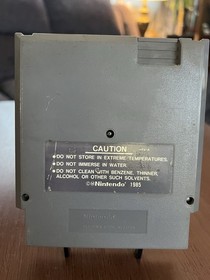 CAUTION
•DO NOT STORE IN EXTREME TEMPERATURES.
•DO NOT IMMERSE IN WATER.
•DO NOT CLEAN WITH BENZENE, THINNER,
ALCOHOL OR OTHER SUCH SOLVENTS.
©®Nintendo® 1985